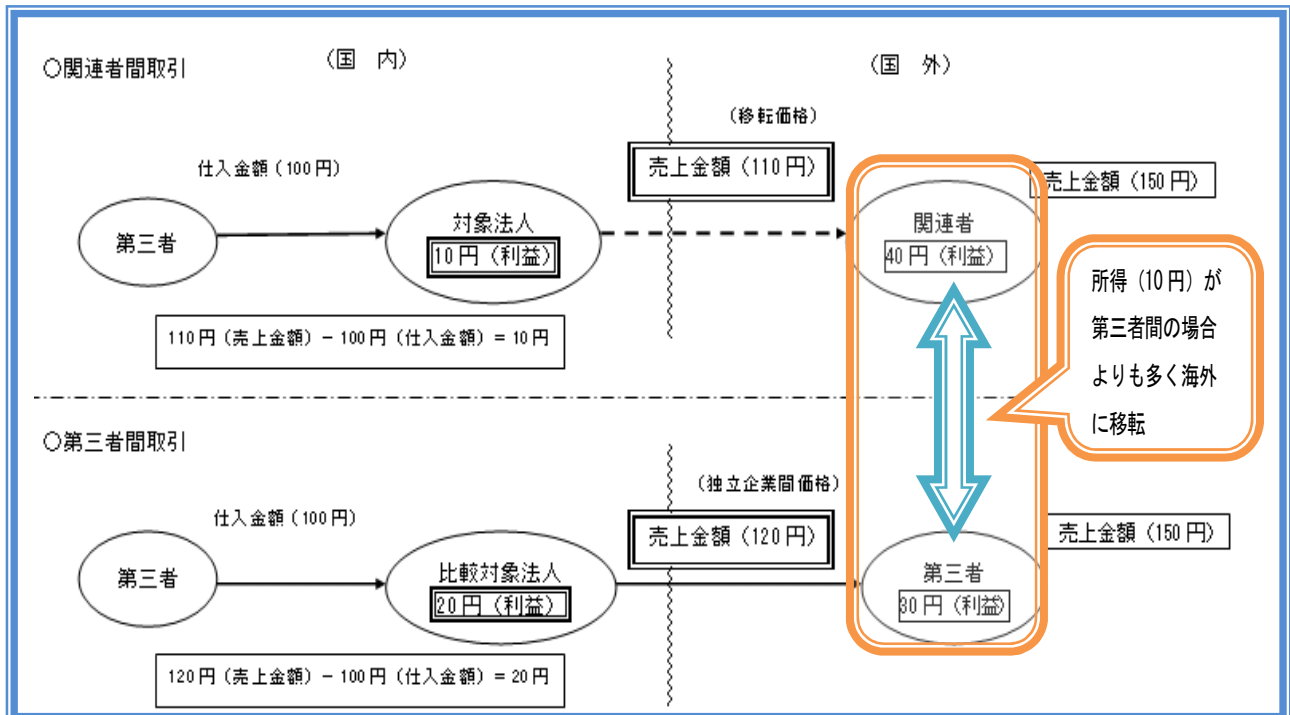 ○関連者間取引
（国　内）
（国　外）
（移転価格）
仕入金額（100円）
売上金額（110円）
売上金額（150円）
第三者
対象法人
10円（利益）
関連者
40円（利益）
110円（売上金額）－100円（仕入金額）＝10円
所得（10円）が
第三者間の場合
よりも多く海外
に移転
○第三者間取引
（独立企業間価格）
仕入金額（100円）
売上金額（120円）
売上金額（150円）
第三者
比較対象法人
20円（利益）
第三者
30円（利益）
120円（売上金額）－100円（仕入金額）＝20円